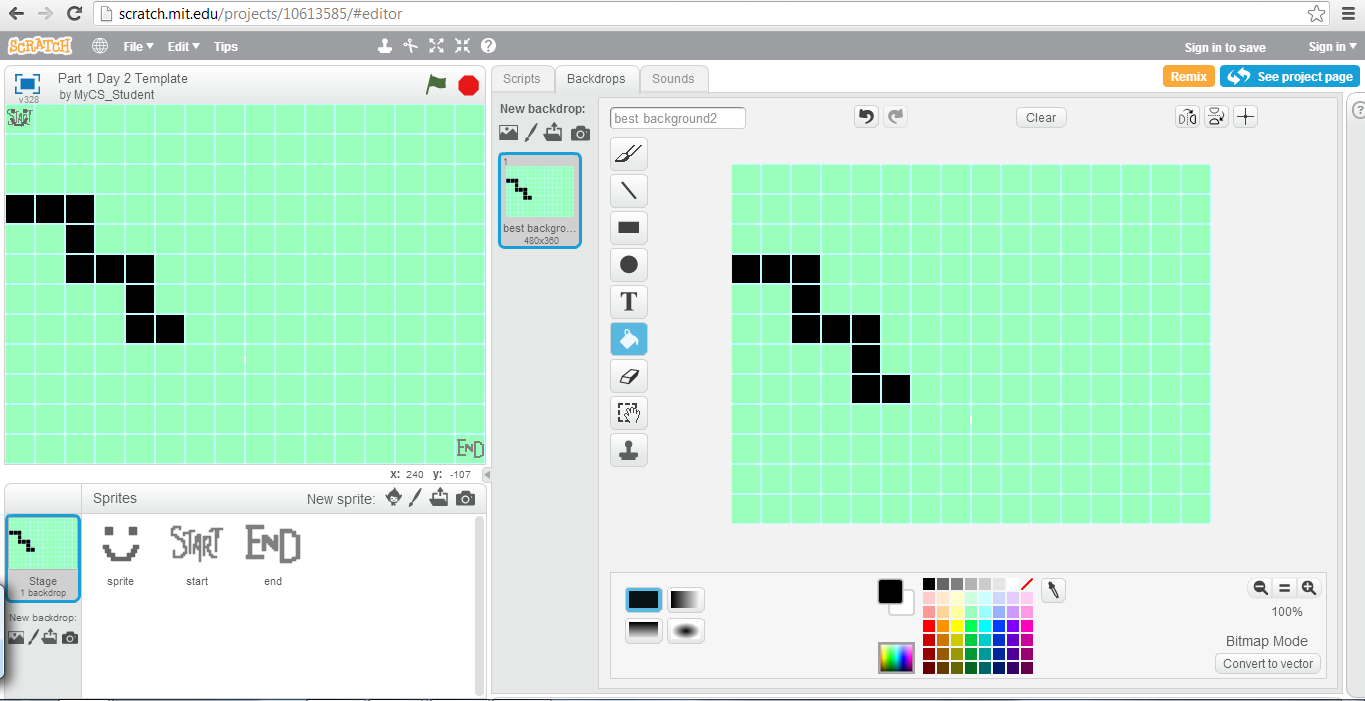 scratch.mit.edu/projects/10613585/#editor
SCRATCH File Edit Tips Sign in to save Sign in
Part 1 Day 2 Template
by MyCS_Student
v328
Scripts Backdrops Sounds
Remix See project page
START
New backdrop:
best background2
Clear
1
best backgro...
480x360
T
END
x: 240 y: -107
Sprites New sprite:
START END
Stage
1 backdrop
sprite start end
New backdrop:
100%
Bitmap Mode
Convert to vector